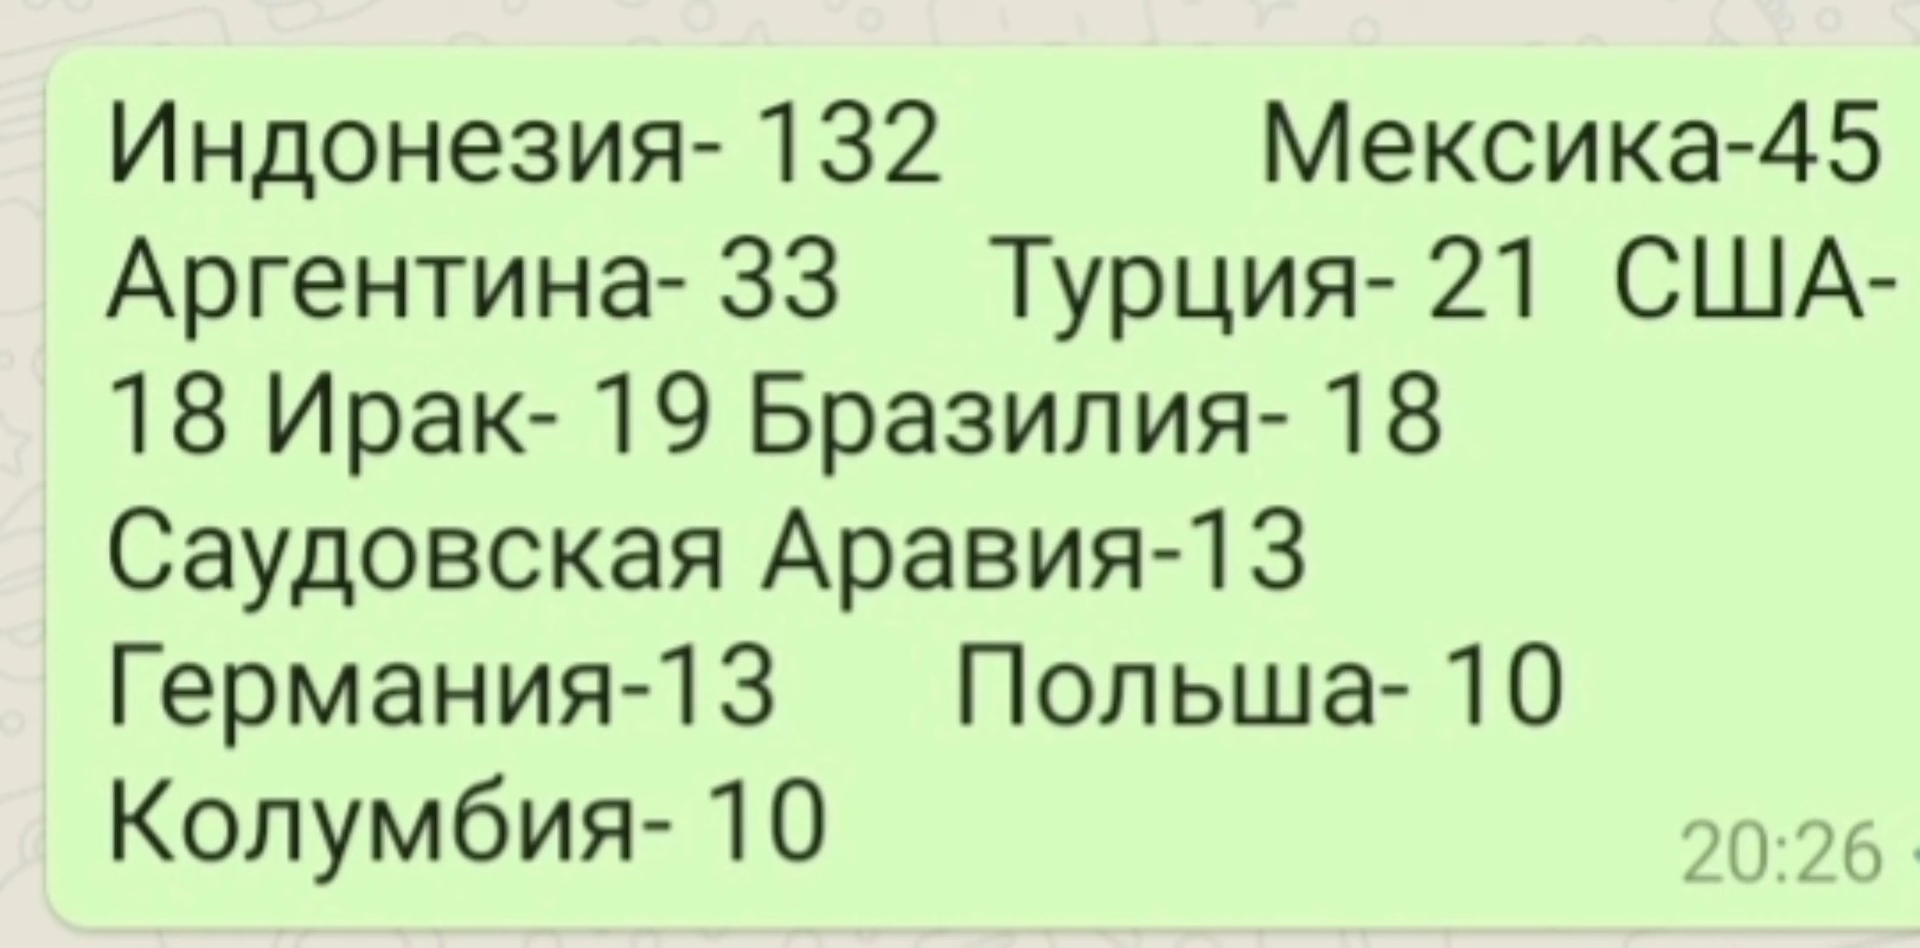 Индонезия- 132 Мексика-45
Аргентина- 33 Турция- 21 США-
18 Ирак- 19 Бразилия- 18
Саудовская Аравия-13
Германия-13 Польша- 10
Колумбия- 10
20:26